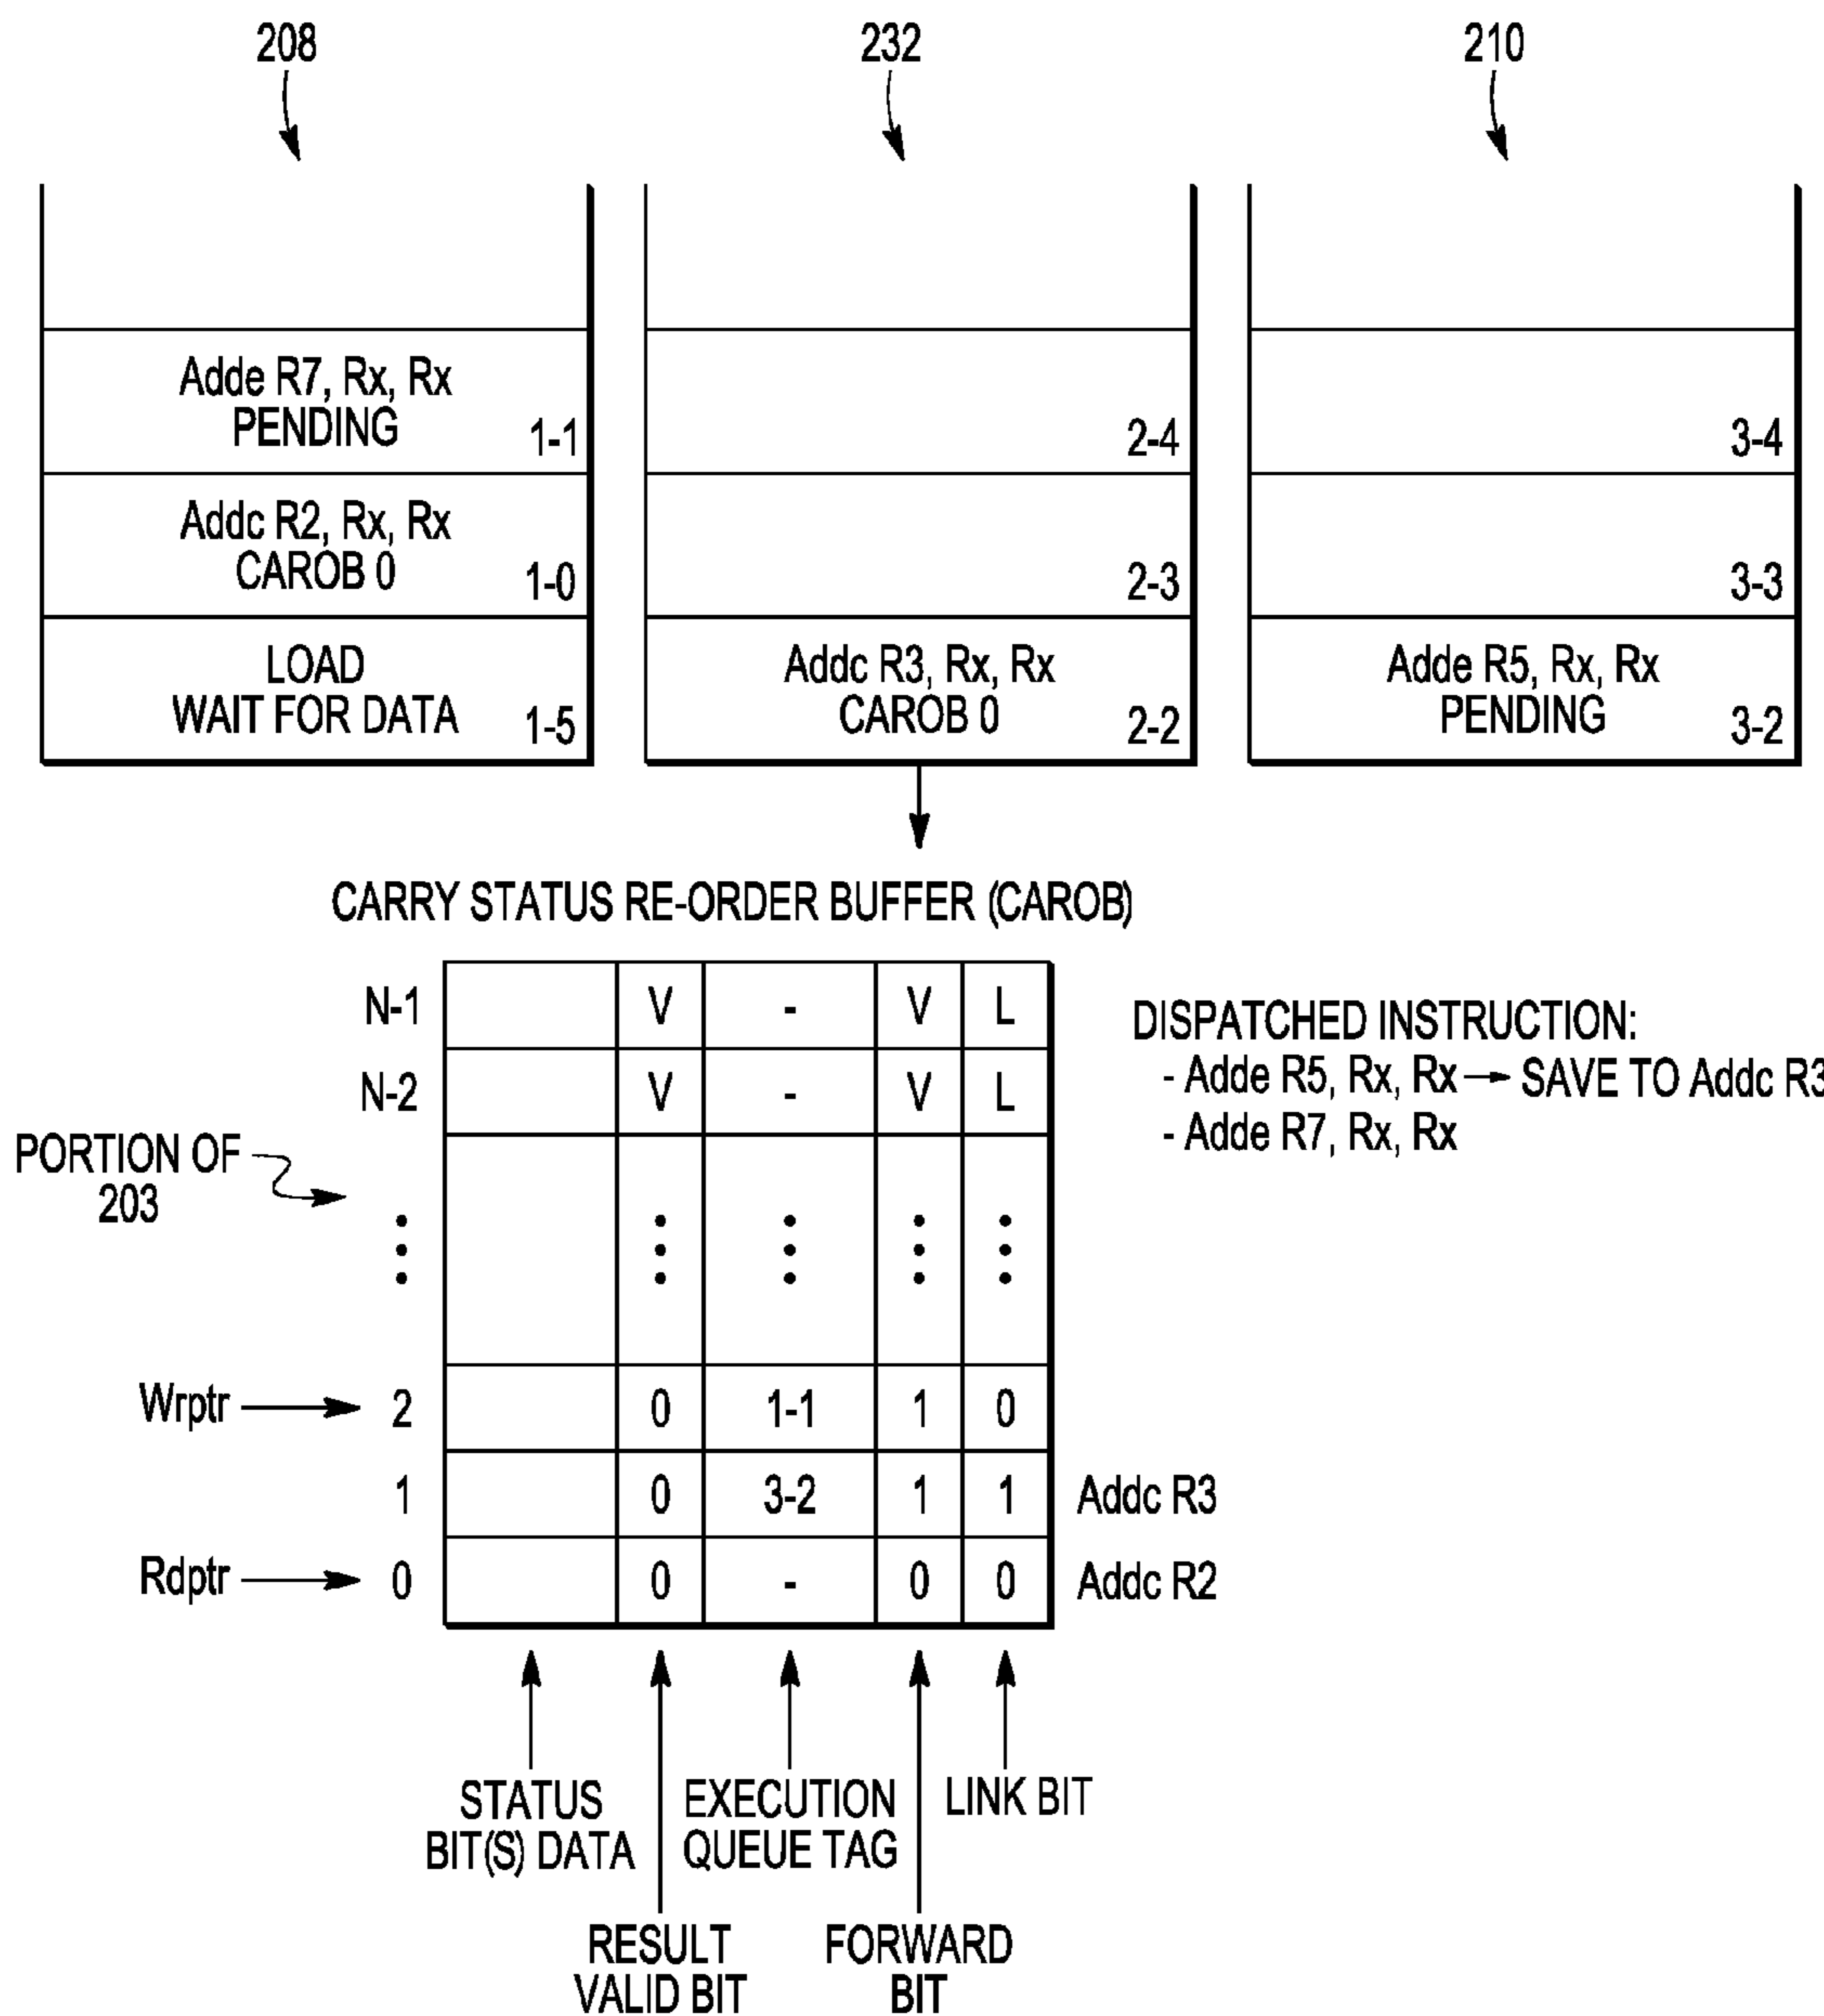 208
232
210
Adde R7, Rx, Rx
PENDING
1-1
2-4
3-4
Addc R2, Rx, Rx
CAROB 0
1-0
2-3
3-3
LOAD
WAIT FOR DATA
1-5
Addc R3, Rx, Rx
CAROB 0
2-2
Adde R5, Rx, Rx
PENDING
3-2
CARRY STATUS RE-ORDER BUFFER (CAROB)
N-1 V - V L
N-2 V - V L
DISPATCHED INSTRUCTION:
- Adde R5, Rx, Rx → SAVE TO Addc R3
- Adde R7, Rx, Rx
PORTION OF
203
Wrptr 2 0 1-1 1 0
1 0 3-2 1 1 Addc R3
Rdptr 0 0 - 0 0 Addc R2
STATUS
BIT(S) DATA
EXECUTION
QUEUE TAG
LINK BIT
RESULT
VALID BIT
FORWARD
BIT